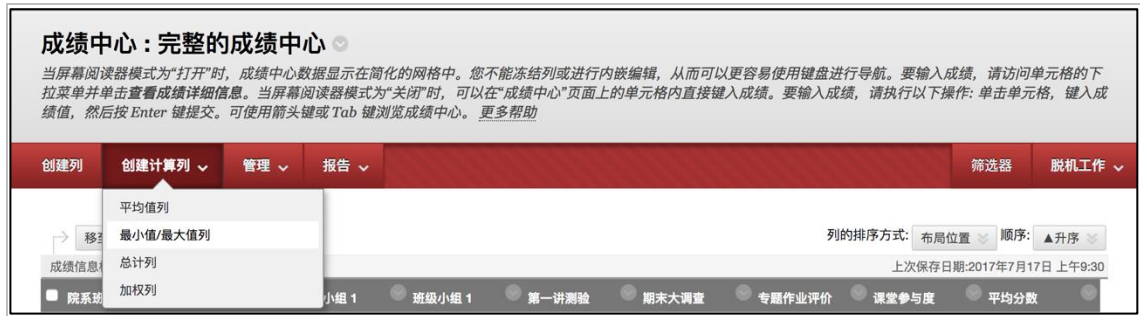 成绩中心 : 完整的成绩中心
当屏幕阅读器模式为“打开”时，成绩中心数据显示在简化的网格中。您不能冻结列或进行内嵌编辑，从而可以更容易使用键盘进行导航。要输入成绩，请访问单元格的下
拉菜单并单击查看成绩详细信息。当屏幕阅读器模式为“关闭”时，可以在“成绩中心”页面上的单元格内直接键入成绩。要输入成绩，请执行以下操作: 单击单元格，键入成
绩值，然后按 Enter 键提交。可使用箭头键或 Tab 键浏览成绩中心。 更多帮助
创建列 创建计算列 管理 报告 筛选器 脱机工作
平均值列
移至 最小值/最大值列 列的排序方式: 布局位置 顺序: ▲升序
成绩信息 总计列 上次保存日期:2017年7月17日 上午9:30
加权列
院系班 小组 1 班级小组 1 第一讲测验 期末大调查 专题作业评价 课堂参与度 平均分数